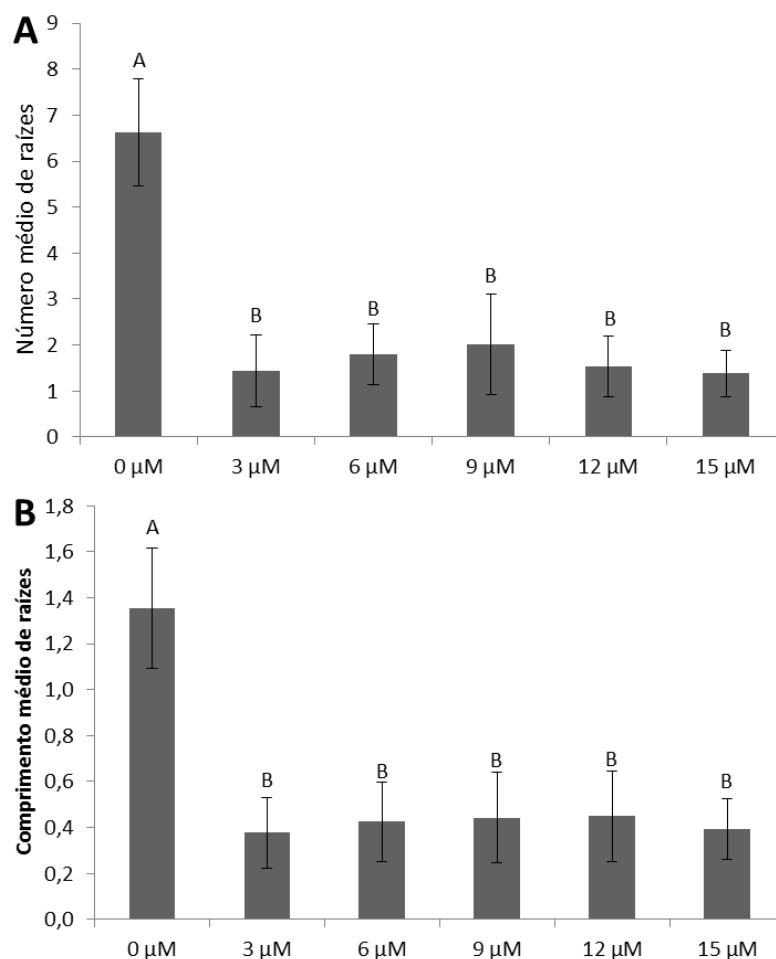 A
9
8
7
6
5
4
3
2
1
0
Número médio de raízes
A
B
B
B
B
B
0 µM 3 µM 6 µM 9 µM 12 µM 15 µM
B
1,8
1,6
1,4
1,2
1,0
0,8
0,6
0,4
0,2
0,0
Comprimento médio de raízes
A
B
B
B
B
B
0 µM 3 µM 6 µM 9 µM 12 µM 15 µM